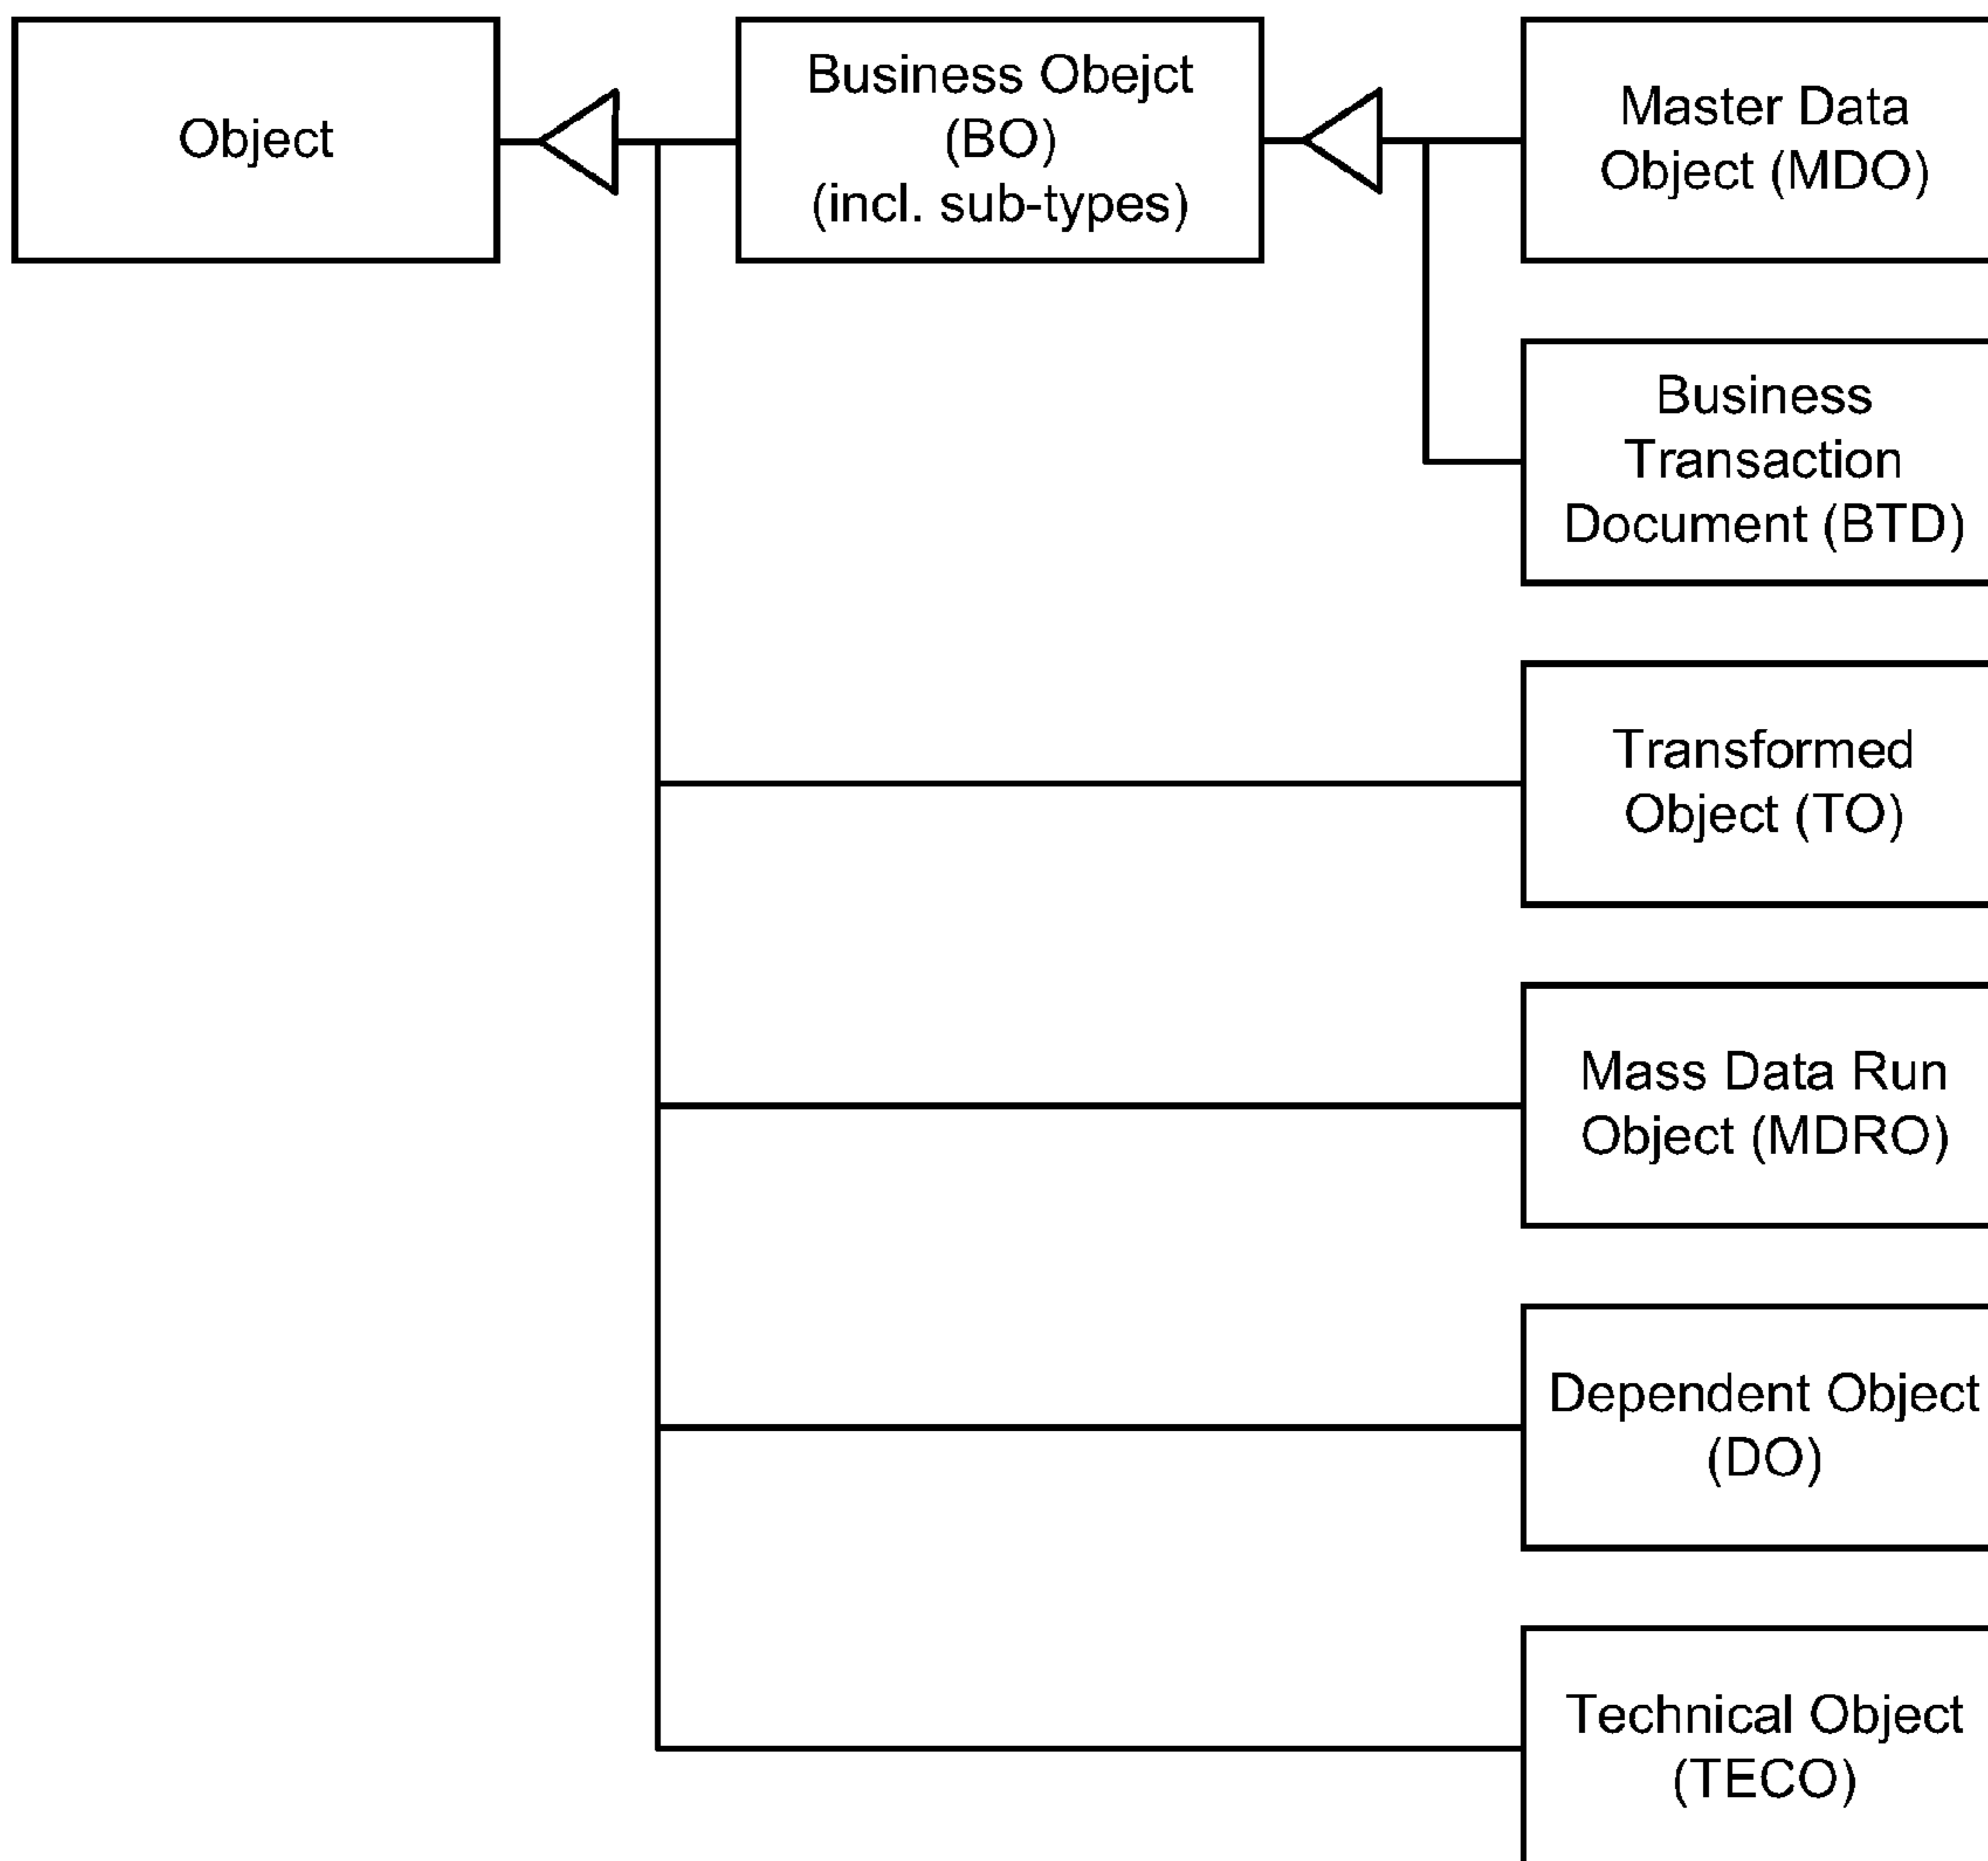 Object
Business Obejct
(BO)
(incl. sub-types)
Master Data
Object (MDO)
Business
Transaction
Document (BTD)
Transformed
Object (TO)
Mass Data Run
Object (MDRO)
Dependent Object
(DO)
Technical Object
(TECO)